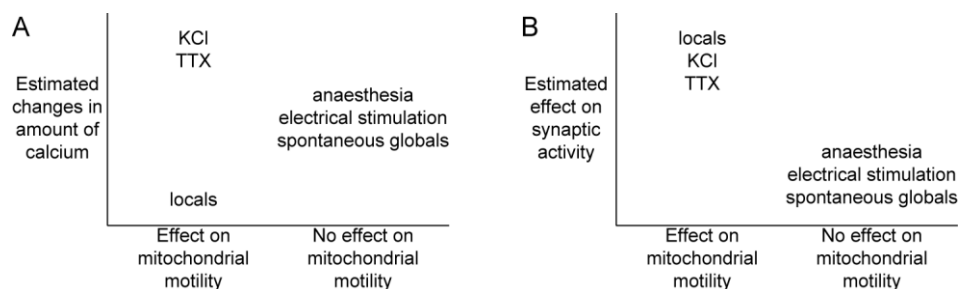 A
Estimated
changes in
amount of
calcium
KCl
TTX
anaesthesia
electrical stimulation
spontaneous globals
locals
Effect on
mitochondrial
motility
No effect on
mitochondrial
motility
B
Estimated
effect on
synaptic
activity
locals
KCl
TTX
anaesthesia
electrical stimulation
spontaneous globals
Effect on
mitochondrial
motility
No effect on
mitochondrial
motility